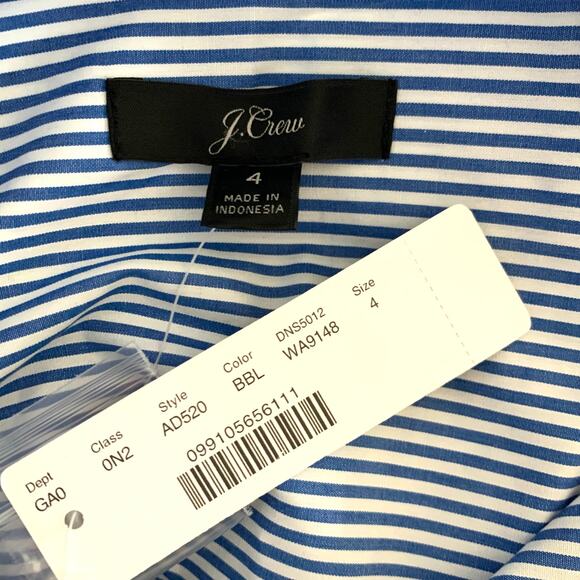 J.Crew
4
MADE IN
INDONESIA
Dept Class Style Color DNS5012 Size
GA0 0N2 AD520 BBL WA9148 4
099105656111